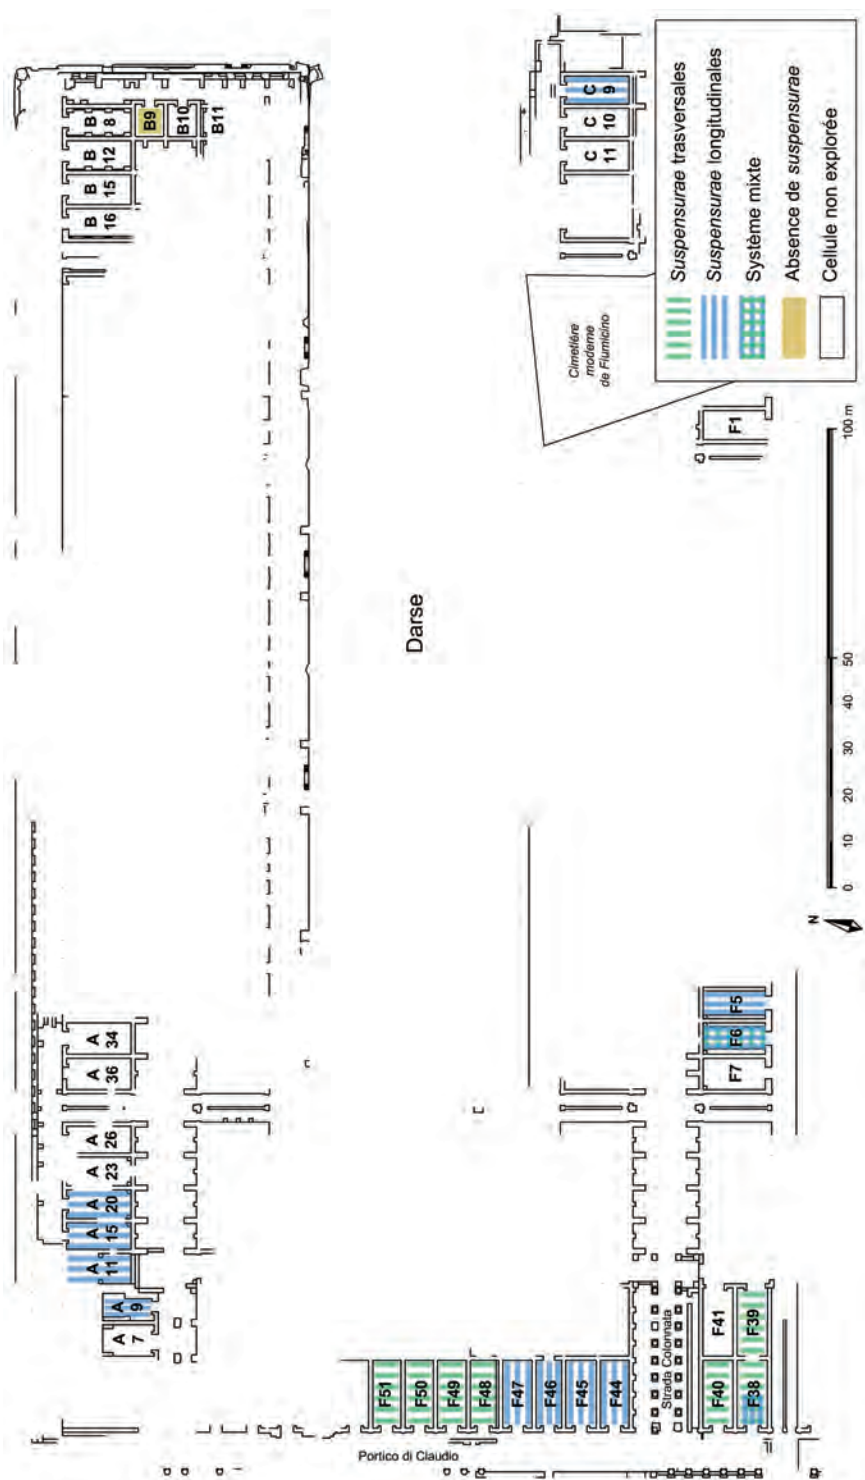 B
8
B
12
B
15
B
16
B9
B10
B11
C
9
C
10
C
11
Cimetière
moderne
de Fiumicino
Suspensurae trasversales
Suspensurae longitudinales
Système mixte
Absence de suspensurae
Cellule non explorée
F1
Darse
N
0 10 20 30 40 50 100 m
A
34
A
36
A
26
A
23
A
20
A
15
A
11
A
9
A
7
F5
F6
F7
F51
F50
F49
F48
F47
F46
F45
F44
Strada Colonnata
F41
F39
F40
F38
Portico di Claudio